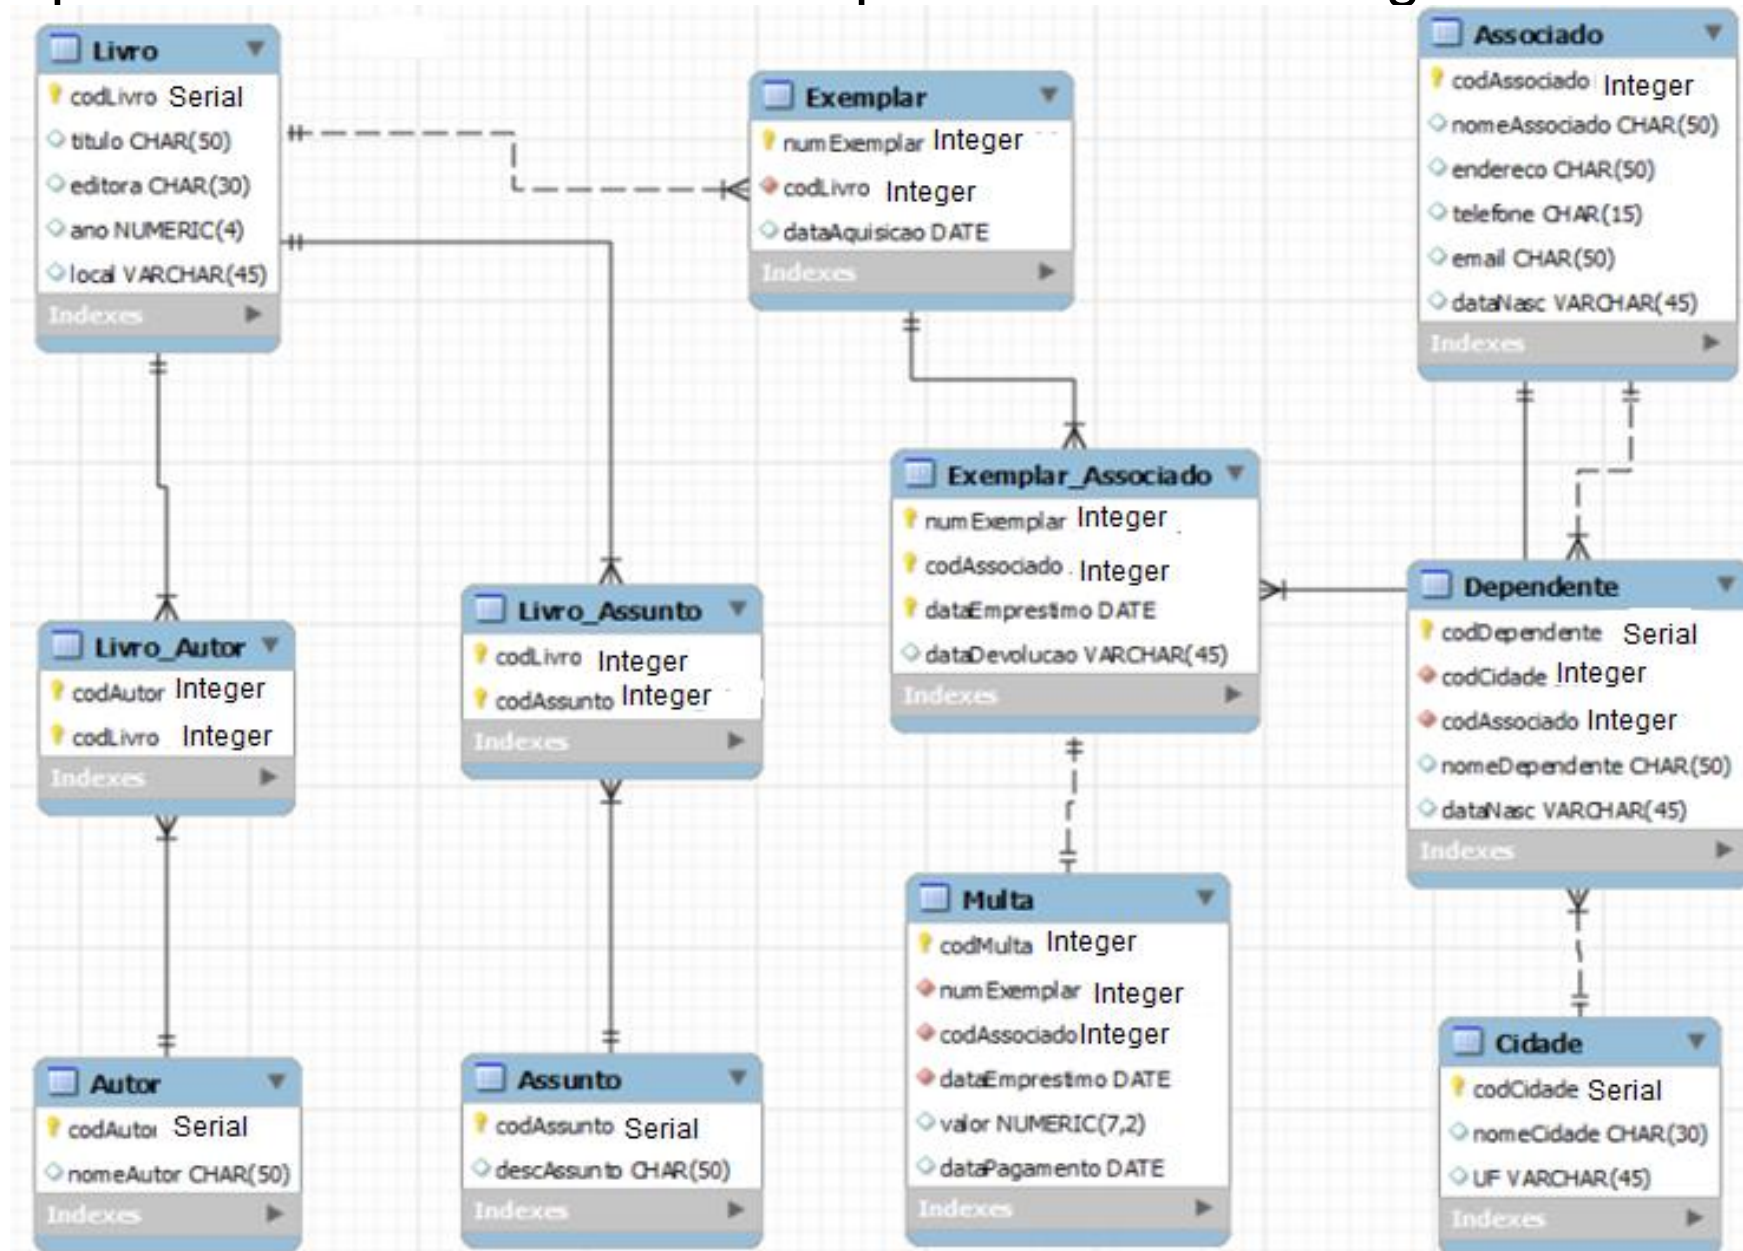 Livro
codLivro Serial
titulo CHAR(50)
editora CHAR(30)
ano NUMERIC(4)
local VARCHAR(45)
Indexes
Exemplar
numExemplar Integer
codLivro Integer
dataAquisicao DATE
Indexes
Associado
codAssociado Integer
nomeAssociado CHAR(50)
endereco CHAR(50)
telefone CHAR(15)
email CHAR(50)
dataNasc VARCHAR(45)
Indexes
Livro_Autor
codAutor Integer
codLivro Integer
Indexes
Livro_Assunto
codLivro Integer
codAssunto Integer
Indexes
Exemplar_Associado
numExemplar Integer
codAssociado Integer
dataEmprestimo DATE
dataDevolucao VARCHAR(45)
Indexes
Dependente
codDependente Serial
codCidade Integer
codAssociado Integer
nomeDependente CHAR(50)
dataNasc VARCHAR(45)
Indexes
Autor
codAutor Serial
nomeAutor CHAR(50)
Indexes
Assunto
codAssunto Serial
descAssunto CHAR(50)
Indexes
Multa
codMulta Integer
numExemplar Integer
codAssociado Integer
dataEmprestimo DATE
valor NUMERIC(7,2)
dataPagamento DATE
Indexes
Cidade
codCidade Serial
nomeCidade CHAR(30)
UF VARCHAR(45)
Indexes